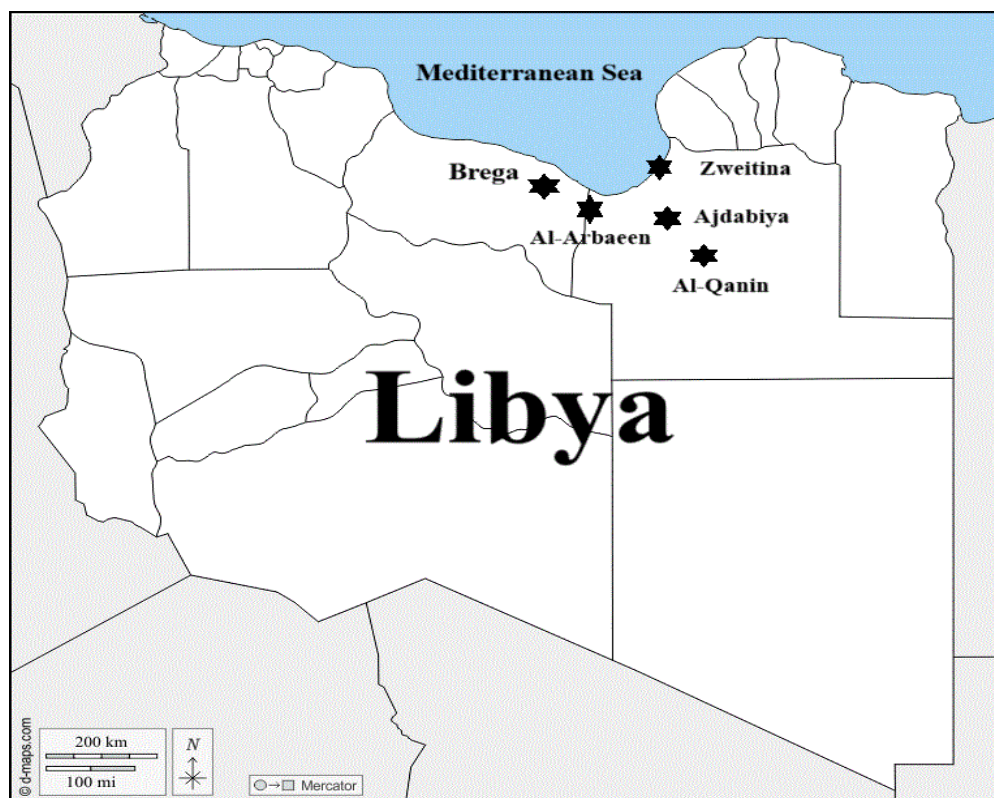 Mediterranean Sea
Brega
Zweitina
Ajdabiya
Al-Arbaeen
Al-Qanin
Libya
© d-maps.com
200 km
100 mi
N
Mercator